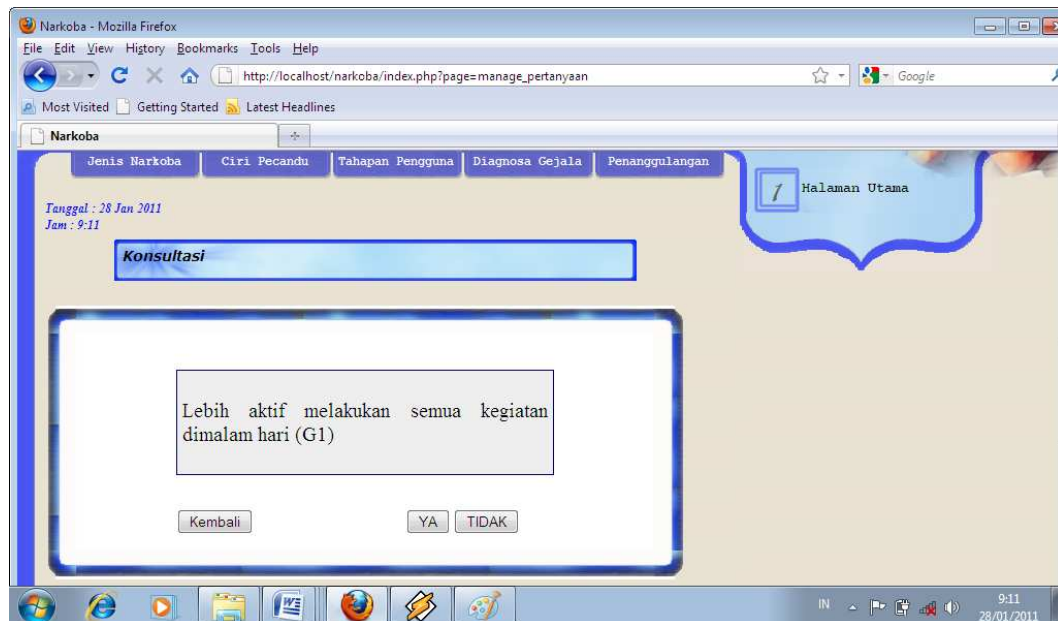 Narkoba - Mozilla Firefox
File Edit View History Bookmarks Tools Help
http://localhost/narkoba/index.php?page=manage_pertanyaan
Google
Most Visited Getting Started Latest Headlines
Narkoba
Jenis Narkoba Ciri Pecandu Tahapan Pengguna Diagnosa Gejala Penanggulangan
1 Halaman Utama
Tanggal : 28 Jan 2011
Jam : 9:11
Konsultasi
Lebih aktif melakukan semua kegiatan
dimalam hari (G1)
Kembali YA TIDAK
IN 9:11
28/01/2011